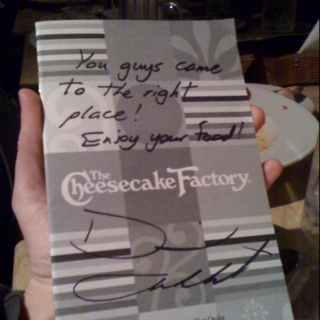 You guys came
to the right
place!
Enjoy your food!
The
Cheesecake Factory